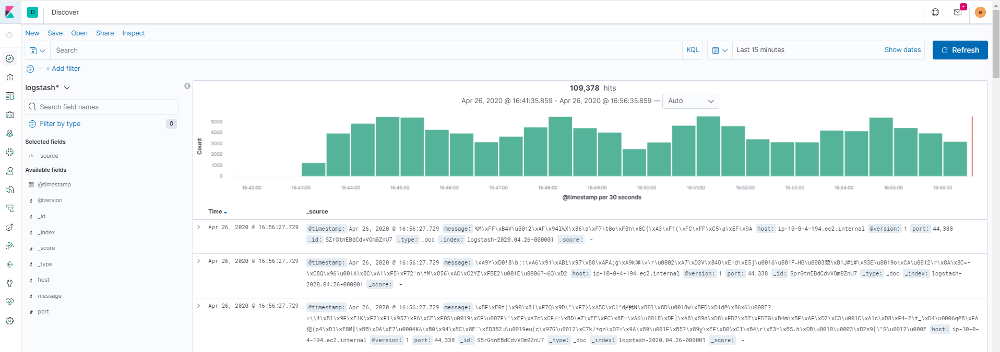 D Discover e
New Save Open Share Inspect
Search KQL Last 15 minutes Show dates Refresh
+ Add filter
logstash*
Search field names
Filter by type 0
Selected fields
_source
Available fields
@timestamp
t @version
t _id
t _index
# _score
t _type
t host
t message
t port
109,378 hits
Apr 26, 2020 @ 16:41:35.859 - Apr 26, 2020 @ 16:56:35.859 — Auto
Count
5000
4000
3000
2000
1000
0
16:42:00 16:43:00 16:44:00 16:45:00 16:46:00 16:47:00 16:48:00 16:49:00 16:50:00 16:51:00 16:52:00 16:53:00 16:54:00 16:55:00 16:56:00
@timestamp per 30 seconds
Time _source
Apr 26, 2020 @ 16:56:27.729 @timestamp: Apr 26, 2020 @ 16:56:27.729 message: %M\xFF\xB4V\u0012\xAF\x94l%X\x86\a\xF7\t0o\xF0h\x8C{\xA3\xF1(\xFC\xFF\xC5\a\xEF\x9A host: ip-10-0-4-194.ec2.internal @version: 1 port: 44,338
_id: SZrGtnEBdCdvVOm0ZnU7 _type: _doc _index: logstash-2020.04.26-000001 _score: -
Apr 26, 2020 @ 16:56:27.729 @timestamp: Apr 26, 2020 @ 16:56:27.729 message: \xA9Y\xD0!8\b;:\xA6\x91\xABi\x97\x88\xAFA;g\xA9k \v\r\u0002\xA7\xD3V\x84O\xE1d\xE5]\u0016\u001F-HG\u0003 \xB1 #i#\x93E\u0019o\xCA\u0012\r\x8A\x8C=-
\xC8Q\x96\u001A\x8C\xA1\xF5\xF72'n\fM\x856\xAC\xC2YZ\xFBE2\u001E\u0006?~6Q\xD2 host: ip-10-0-4-194.ec2.internal @version: 1 port: 44,338 _id: SprGtnEBdCdvVOm0ZnU7 _type: _doc _index: logstash-
2020.04.26-000001 _score: -
Apr 26, 2020 @ 16:56:27.729 @timestamp: Apr 26, 2020 @ 16:56:27.729 message: \xBF\xE0t(\x90\x81\xF7Q\x9D\"\xF7}\xA5C\xC1^d N\xB0l\x8D\u0018w\xBFD\xD1d@\x86x6\u000E?
>\\4\xB1\x9F\xE1K\xF2\xF1\x957\xF6\xCE\xF05\u0019\xCF\u007F\"\xEF\xA7c\xCF/=\xBD\eZ\xEE\xFC\x8E=\xA6\u0018\xDF]\xA8\x89d\xD8\xFD2\xB7\xFDTG\xB4m\xBF\xAF\xD2\xC3\u001C\xA1c\xD8\xF4~2\t_\xD4\u0006q@8\xFA
(p4\xD1\xE8M \xBB\xDA\xE7\u0004KA\xB0\x94\xBC\x8E`\xED3B2 \u0019eu(c\x97G\u0012\xC7k/*qn\xD7<\x9A\x89\u001F\xB5?\x89y\xEF\xD0\xC1\xB4\r\xE3=\xB5.h\xDB\u0010\u0003\xD2s9[\"S\u0012\u000E host: ip-10-0-
4-194.ec2.internal @version: 1 port: 44,338 _id: S5rGtnEBdCdvVOm0ZnU7 _type: _doc _index: logstash-2020.04.26-000001 _score: -